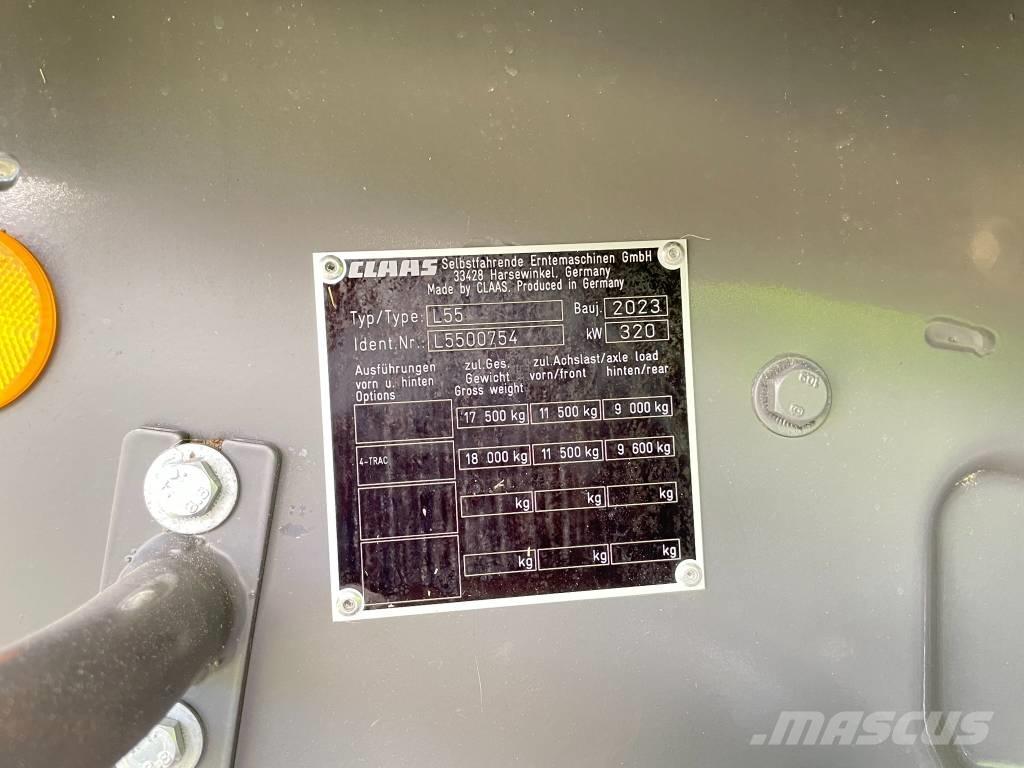 CLAAS Selbstfahrende Erntemaschinen GmbH
33428 Harsewinkel, Germany
Made by CLAAS. Produced in Germany
Typ/Type: L55 Bauj. 2023
Ident.Nr.: L5500754 kW 320
Ausführungen zul.Ges. zul.Achslast/axle load
vorn u. hinten Gewicht vorn/front hinten/rear
Options Gross weight
17 500 kg 11 500 kg 9 000 kg
4-TRAC 18 000 kg 11 500 kg 9 600 kg
kg kg kg
kg kg kg
MASCUS